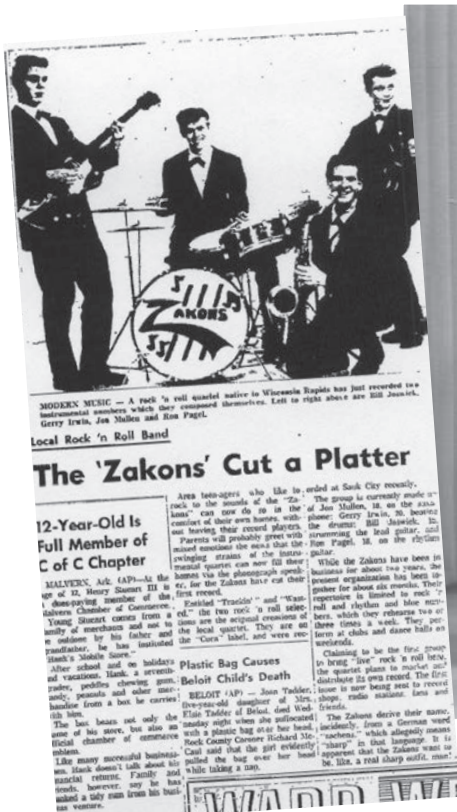 ZAKONS
MODERN MUSIC — A rock 'n roll quartet native to Wisconsin Rapids has just recorded two
instrumental numbers which they composed themselves. Left to right above are Bill Joswick,
Gerry Irwin, Jon Mullen and Ron Pagel.
Local Rock 'n Roll Band
The 'Zakons' Cut a Platter
12-Year-Old Is
Full Member of
C of C Chapter
MALVERN, Ark. (AP)—At the
age of 12, Henry Stuart III is
a dues-paying member of the
Malvern Chamber of Commerce.
Young Stuart comes from a
family of merchants and not to
be outdone by his father and
grandfather, he has instituted
"Hank's Mobile Store."
After school and on holidays
and vacations, Hank, a seventh-
grader, peddles chewing gum,
candy, peanuts and other mer-
chandise from a box he carries
with him.
The box bears not only the
name of his store, but also an
official chamber of commerce
emblem.
Like many successful business-
men, Hank doesn't talk about his
financial returns. Family and
friends, however, say he has
a tidy sum from his busi-
ness venture.
Area teen-agers who like to
rock to the sounds of the "Za-
kons" can now do so in the
comfort of their own homes, with-
out leaving their record players.
Parents will probably greet with
mixed emotions the news that the
swinging strains of the instru-
mental quartet can now fill their
homes via the phonograph speak-
er, for the Zakons have cut their
first record.
Entitled "Trackin'" and "Wast-
ed," the two rock 'n roll selec-
tions are the original creations of
the local quartet. They are on
the "Cuca" label, and were rec-
orded at Sauk City recently.
The group is currently made up
of Jon Mullen, 18, on the saxa-
phone; Gerry Irwin, 20, beating
the drums; Bill Joswick,
strumming the lead guitar, and
Ron Pagel, 18, on the rhythm
guitar.
While the Zakons have been in
business for about two years, the
present organization has been to-
gether for about six months. Their
repertoire is limited to rock 'n
roll and rhythm and blue num-
bers, which they rehearse two or
three times a week. They per-
form at clubs and dance halls on
weekends.
Claiming to be the first group
to bring "live" rock 'n roll here,
the quartet plans to market and
distribute its own record. The first
issue is now being sent to record
shops, radio stations, fans and
friends.
The Zakons derive their name,
incidently, from a German word
"zachens," which allegedly means
"sharp" in that language. It is
apparent that the Zakons want to
be, like, a real sharp outfit, man!
Plastic Bag Causes
Beloit Child's Death
BELOIT (AP) — Joan Tadder,
five-year-old daughter of Mrs.
Elsie Tadder of Beloit, died Wed-
nesday night when she suffocated
with a plastic bag over her head.
Rock County Coroner Richard Mc-
Caul said that the girl evidently
pulled the bag over her head
while taking a nap.